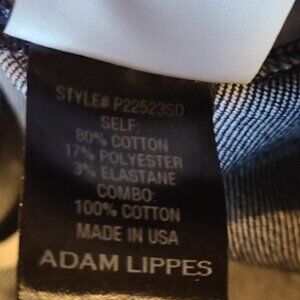 STYLE# P22523SD
SELF:
80% COTTON
17% POLYESTER
3% ELASTANE
COMBO:
100% COTTON
MADE IN USA
ADAM LIPPES